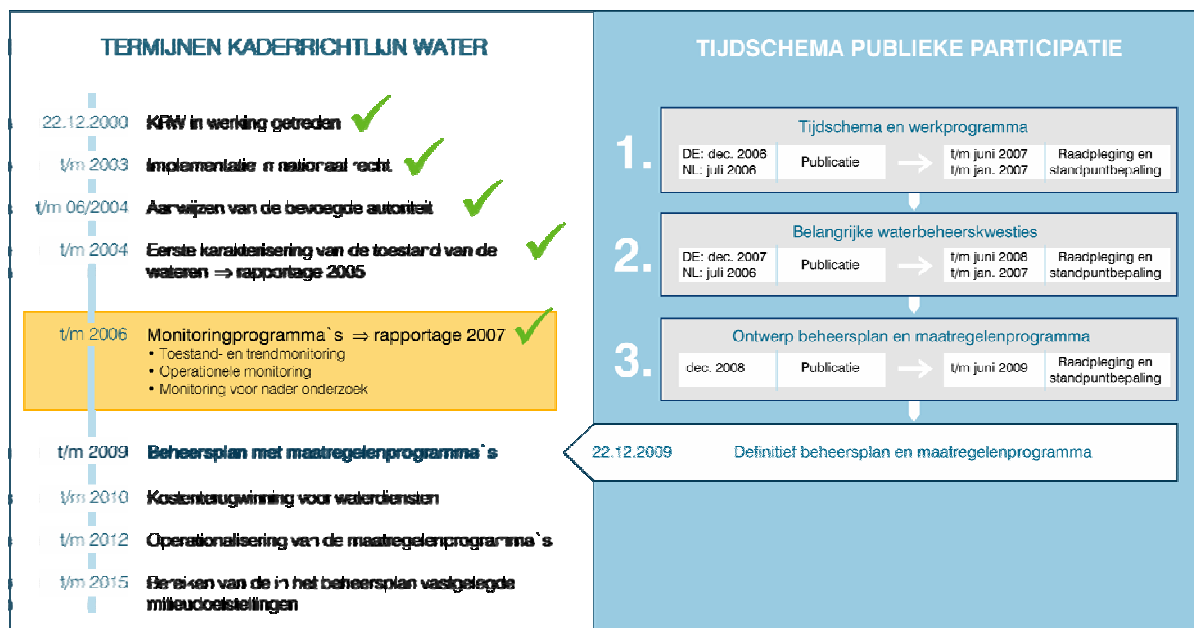 TERMIJNEN KADERRICHTLIJN WATER
22.12.2000 KRW in werking getreden
t/m 2003 Implementatie in nationaal recht
t/m 06/2004 Aanwijzen van de bevoegde autoriteit
t/m 2004 Eerste karakterisering van de toestand van de
wateren ⇒ rapportage 2005
t/m 2006 Monitoringprogramma`s ⇒ rapportage 2007
• Toestand- en trendmonitoring
• Operationele monitoring
• Monitoring voor nader onderzoek
t/m 2009 Beheersplan met maatregelenprogramma`s
t/m 2010 Kostenterugwinning voor waterdiensten
t/m 2012 Operationalisering van de maatregelenprogramma`s
t/m 2015 Bereiken van de in het beheersplan vastgelegde
milieudoelstellingen
TIJDSCHEMA PUBLIEKE PARTICIPATIE
1.
Tijdschema en werkprogramma
DE: dec. 2006 Publicatie t/m juni 2007 Raadpleging en
NL: juli 2006 t/m jan. 2007 standpuntbepaling
2.
Belangrijke waterbeheerskwesties
DE: dec. 2007 Publicatie t/m juni 2008 Raadpleging en
NL: juli 2006 t/m jan. 2007 standpuntbepaling
3.
Ontwerp beheersplan en maatregelenprogramma
dec. 2008 Publicatie t/m juni 2009 Raadpleging en
standpuntbepaling
22.12.2009 Definitief beheersplan en maatregelenprogramma